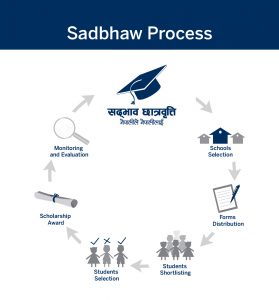 Sadbhaw Process
सद्भाव छात्रवृति
नेपालीले नेपालीलाई
Schools
Selection
Forms
Distribution
Students
Shortlisting
Students
Selection
Scholarship
Award
Monitoring
and Evaluation